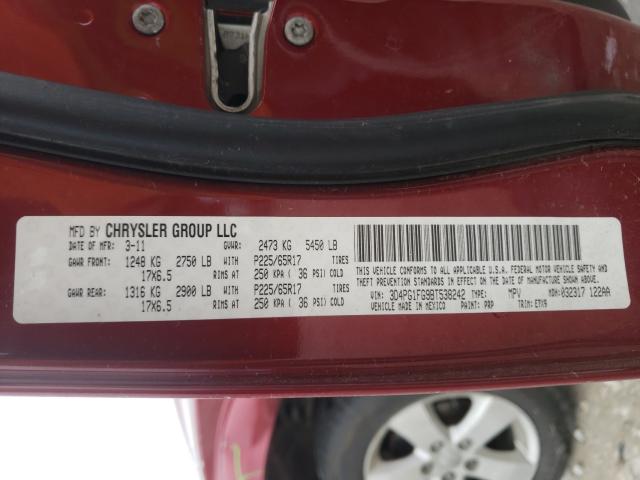 MFD BY CHRYSLER GROUP LLC
DATE OF MFR: 3-11 GVWR: 2473 KG 5450 LB
GAWR FRONT: 1248 KG 2750 LB WITH P225/65R17 TIRES
17X6.5 RIMS AT 250 KPA ( 36 PSI) COLD
GAWR REAR: 1316 KG 2900 LB WITH P225/65R17 TIRES
17X6.5 RIMS AT 250 KPA ( 36 PSI) COLD
THIS VEHICLE CONFORMS TO ALL APPLICABLE U.S.A. FEDERAL MOTOR VEHICLE SAFETY, BUMPER, AND
THEFT PREVENTION STANDARDS IN EFFECT ON THE DATE OF MANUFACTURE SHOWN ABOVE.
VIN: 3D4PG1FG9BT538242 TYPE: MPV MDH: 032317 122AA
VEHICLE MADE IN MEXICO PAINT: PRP TRIM: